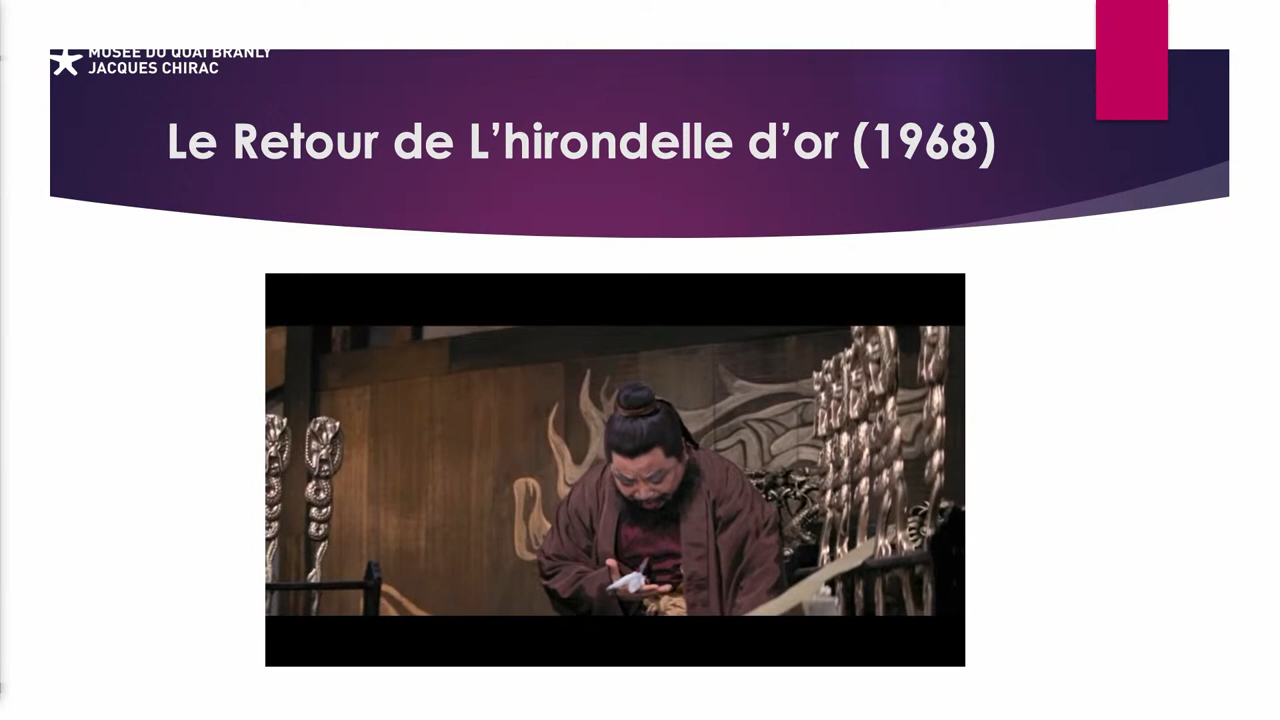 MUSÉE DU QUAI BRANLY
JACQUES CHIRAC
Le Retour de L’hirondelle d’or (1968)